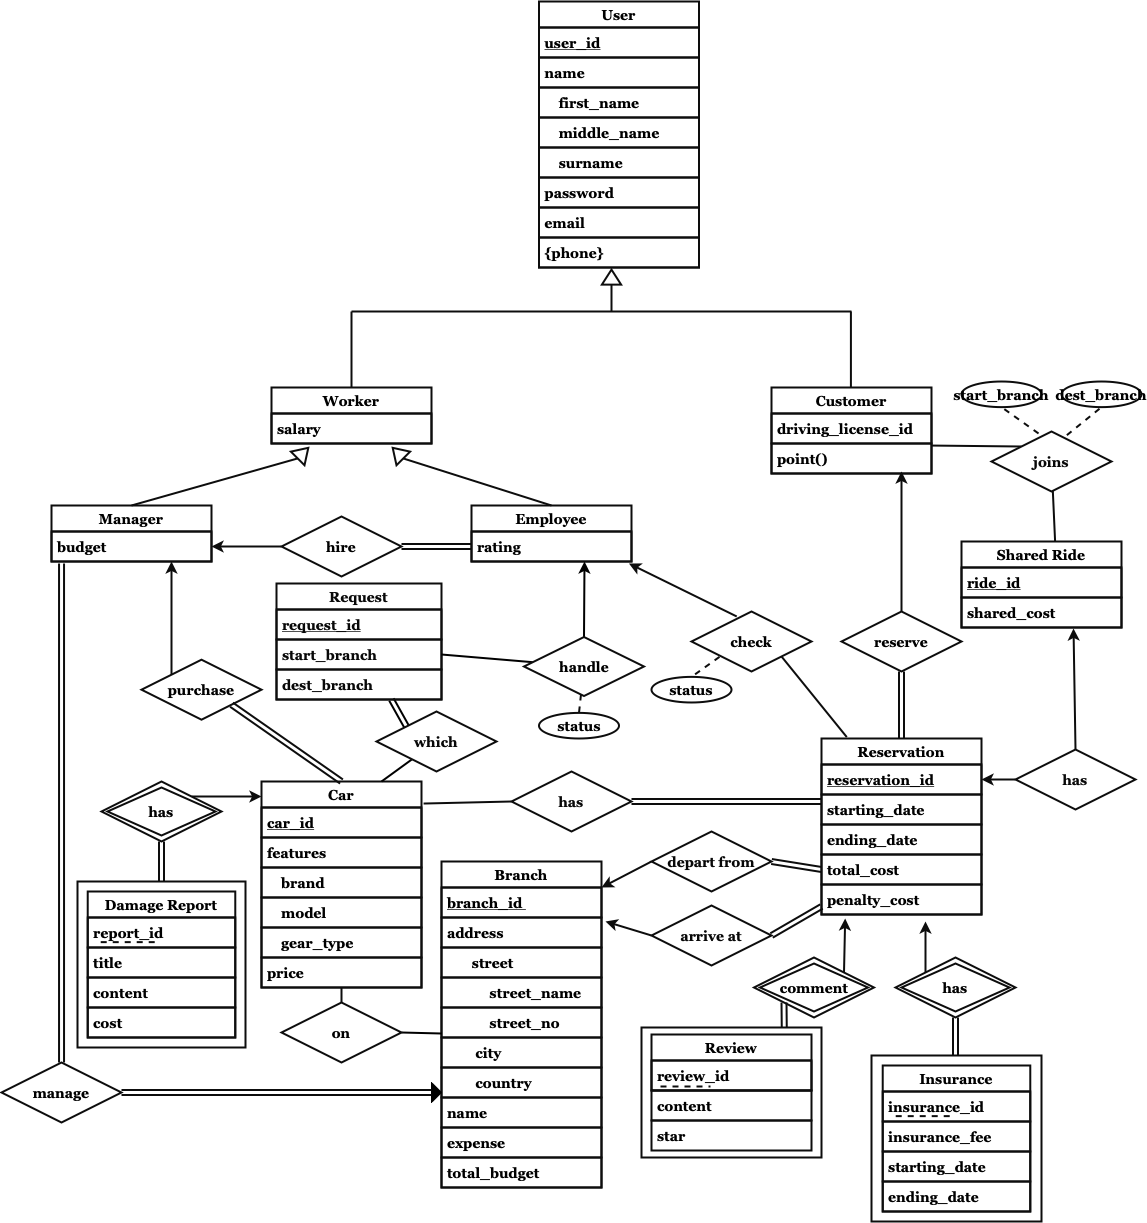 User
user_id
name
first_name
middle_name
surname
password
email
{phone}
Worker
salary
Customer
driving_license_id
point()
start_branch
dest_branch
joins
Manager
budget
hire
Employee
rating
Shared Ride
ride_id
shared_cost
Request
request_id
start_branch
dest_branch
handle
status
check
status
reserve
purchase
which
has
Car
car_id
features
brand
model
gear_type
price
has
Reservation
reservation_id
starting_date
ending_date
total_cost
penalty_cost
has
depart from
arrive at
Damage Report
report_id
title
content
cost
Branch
branch_id
address
street
street_name
street_no
city
country
name
expense
total_budget
on
manage
comment
has
Review
review_id
content
star
Insurance
insurance_id
insurance_fee
starting_date
ending_date